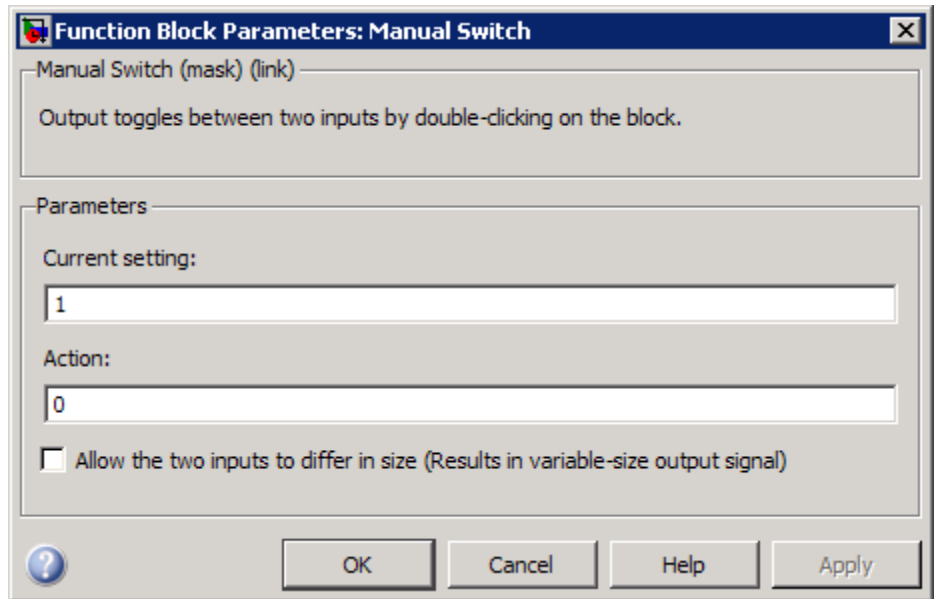 Function Block Parameters: Manual Switch
Manual Switch (mask) (link)
Output toggles between two inputs by double-clicking on the block.
Parameters
Current setting:
1
Action:
0
Allow the two inputs to differ in size (Results in variable-size output signal)
?
OK
Cancel
Help
Apply